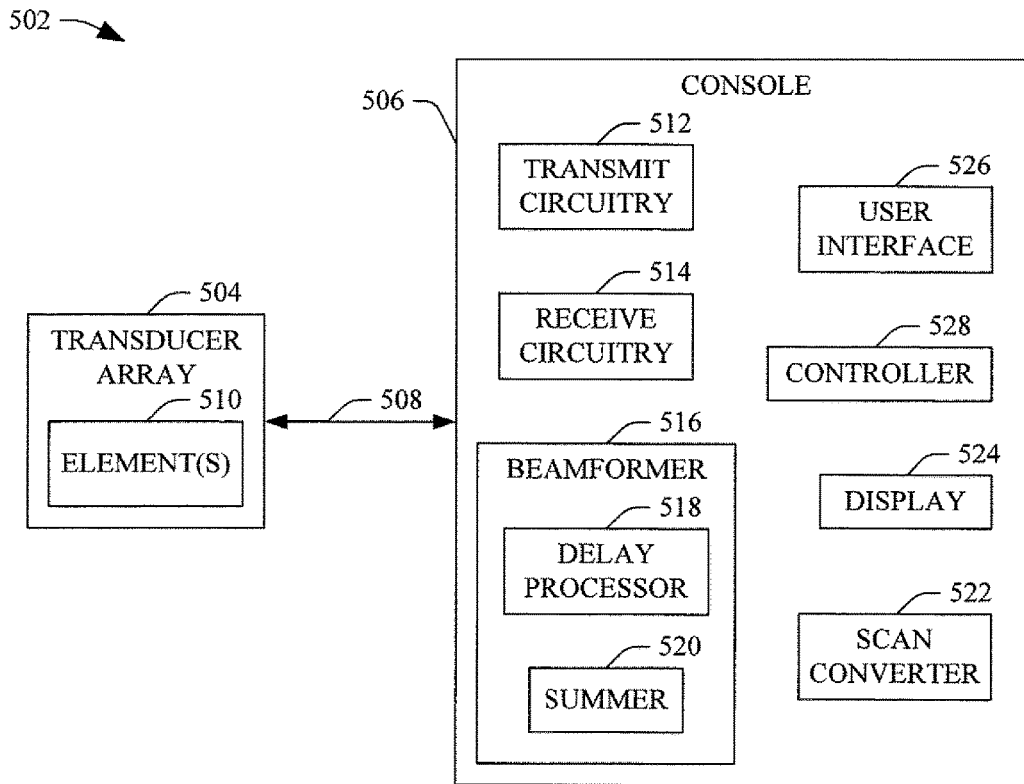 502
CONSOLE
506
512
TRANSMIT
CIRCUITRY
526
USER
INTERFACE
514
RECEIVE
CIRCUITRY
504
TRANSDUCER
ARRAY
510
ELEMENT(S)
508
528
CONTROLLER
516
BEAMFORMER
518
DELAY
PROCESSOR
520
SUMMER
524
DISPLAY
522
SCAN
CONVERTER